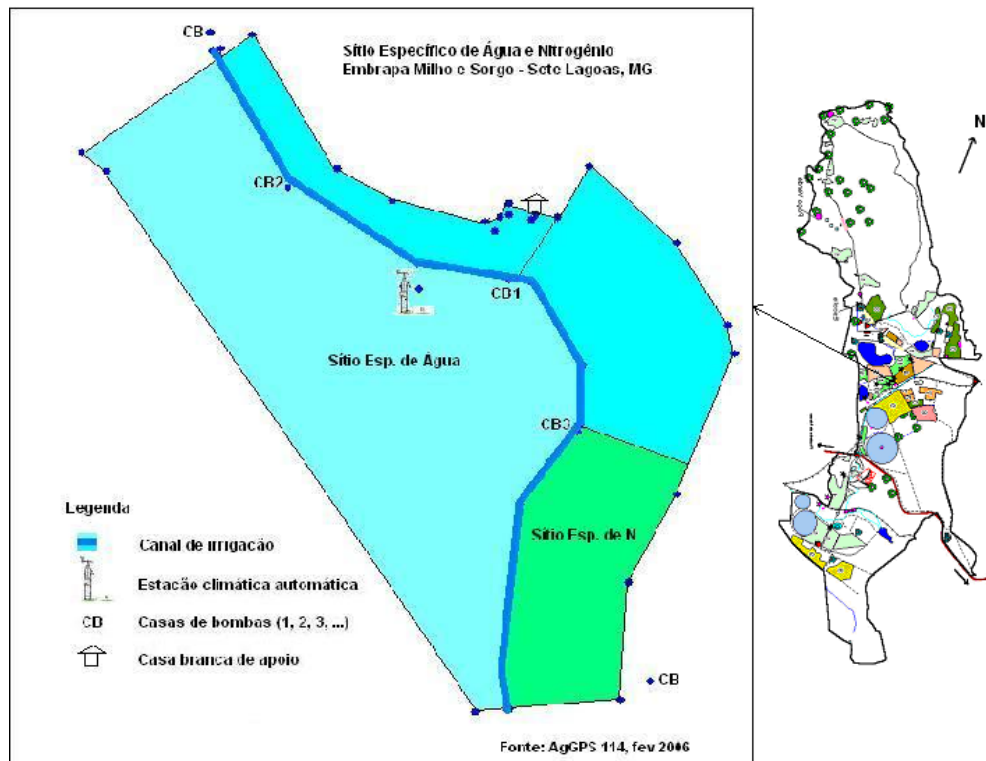 CB
Sítio Específico de Água e Nitrogênio
Embrapa Milho e Sorgo - Sete Lagoas, MG
N
CB2
CB1
Sítio Esp. de Água
CB3
Sítio Esp. de N
Legenda
Canal de irrigação
Estacão climática automática
CB Casas de bombas (1, 2, 3, ...)
Casa branca de apoio
CB
Fonte: AgGPS 114, fev 2006